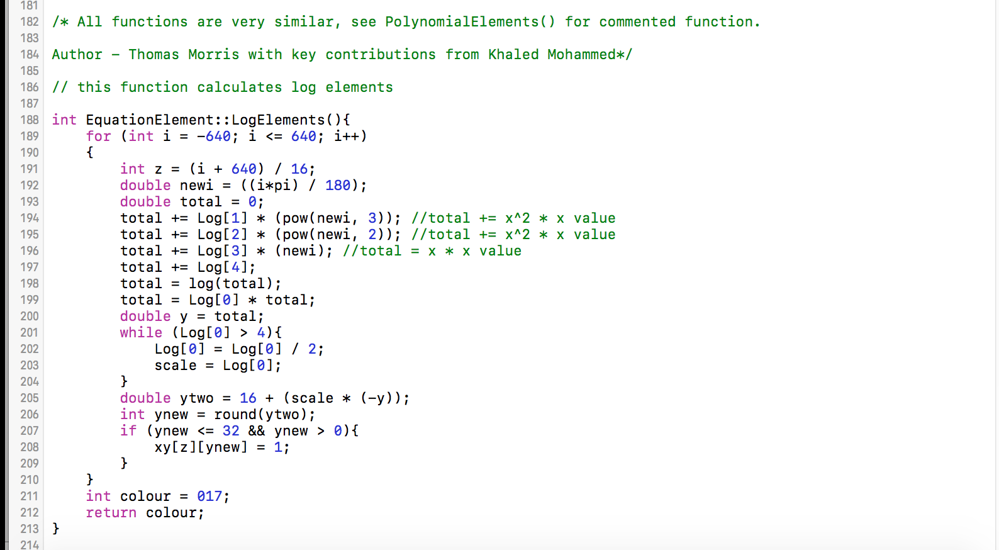 181
182 /* All functions are very similar, see PolynomialElements() for commented function.
183
184 Author – Thomas Morris with key contributions from Khaled Mohammed*/
185
186 // this function calculates log elements
187
188 int EquationElement::LogElements(){
189     for (int i = -640; i <= 640; i++)
190     {
191         int z = (i + 640) / 16;
192         double newi = ((i*pi) / 180);
193         double total = 0;
194         total += Log[1] * (pow(newi, 3)); //total += x^2 * x value
195         total += Log[2] * (pow(newi, 2)); //total += x^2 * x value
196         total += Log[3] * (newi); //total = x * x value
197         total += Log[4];
198         total = log(total);
199         total = Log[0] * total;
200         double y = total;
201         while (Log[0] > 4){
202             Log[0] = Log[0] / 2;
203             scale = Log[0];
204         }
205         double ytwo = 16 + (scale * (-y));
206         int ynew = round(ytwo);
207         if (ynew <= 32 && ynew > 0){
208             xy[z][ynew] = 1;
209         }
210     }
211     int colour = 017;
212     return colour;
213 }
214